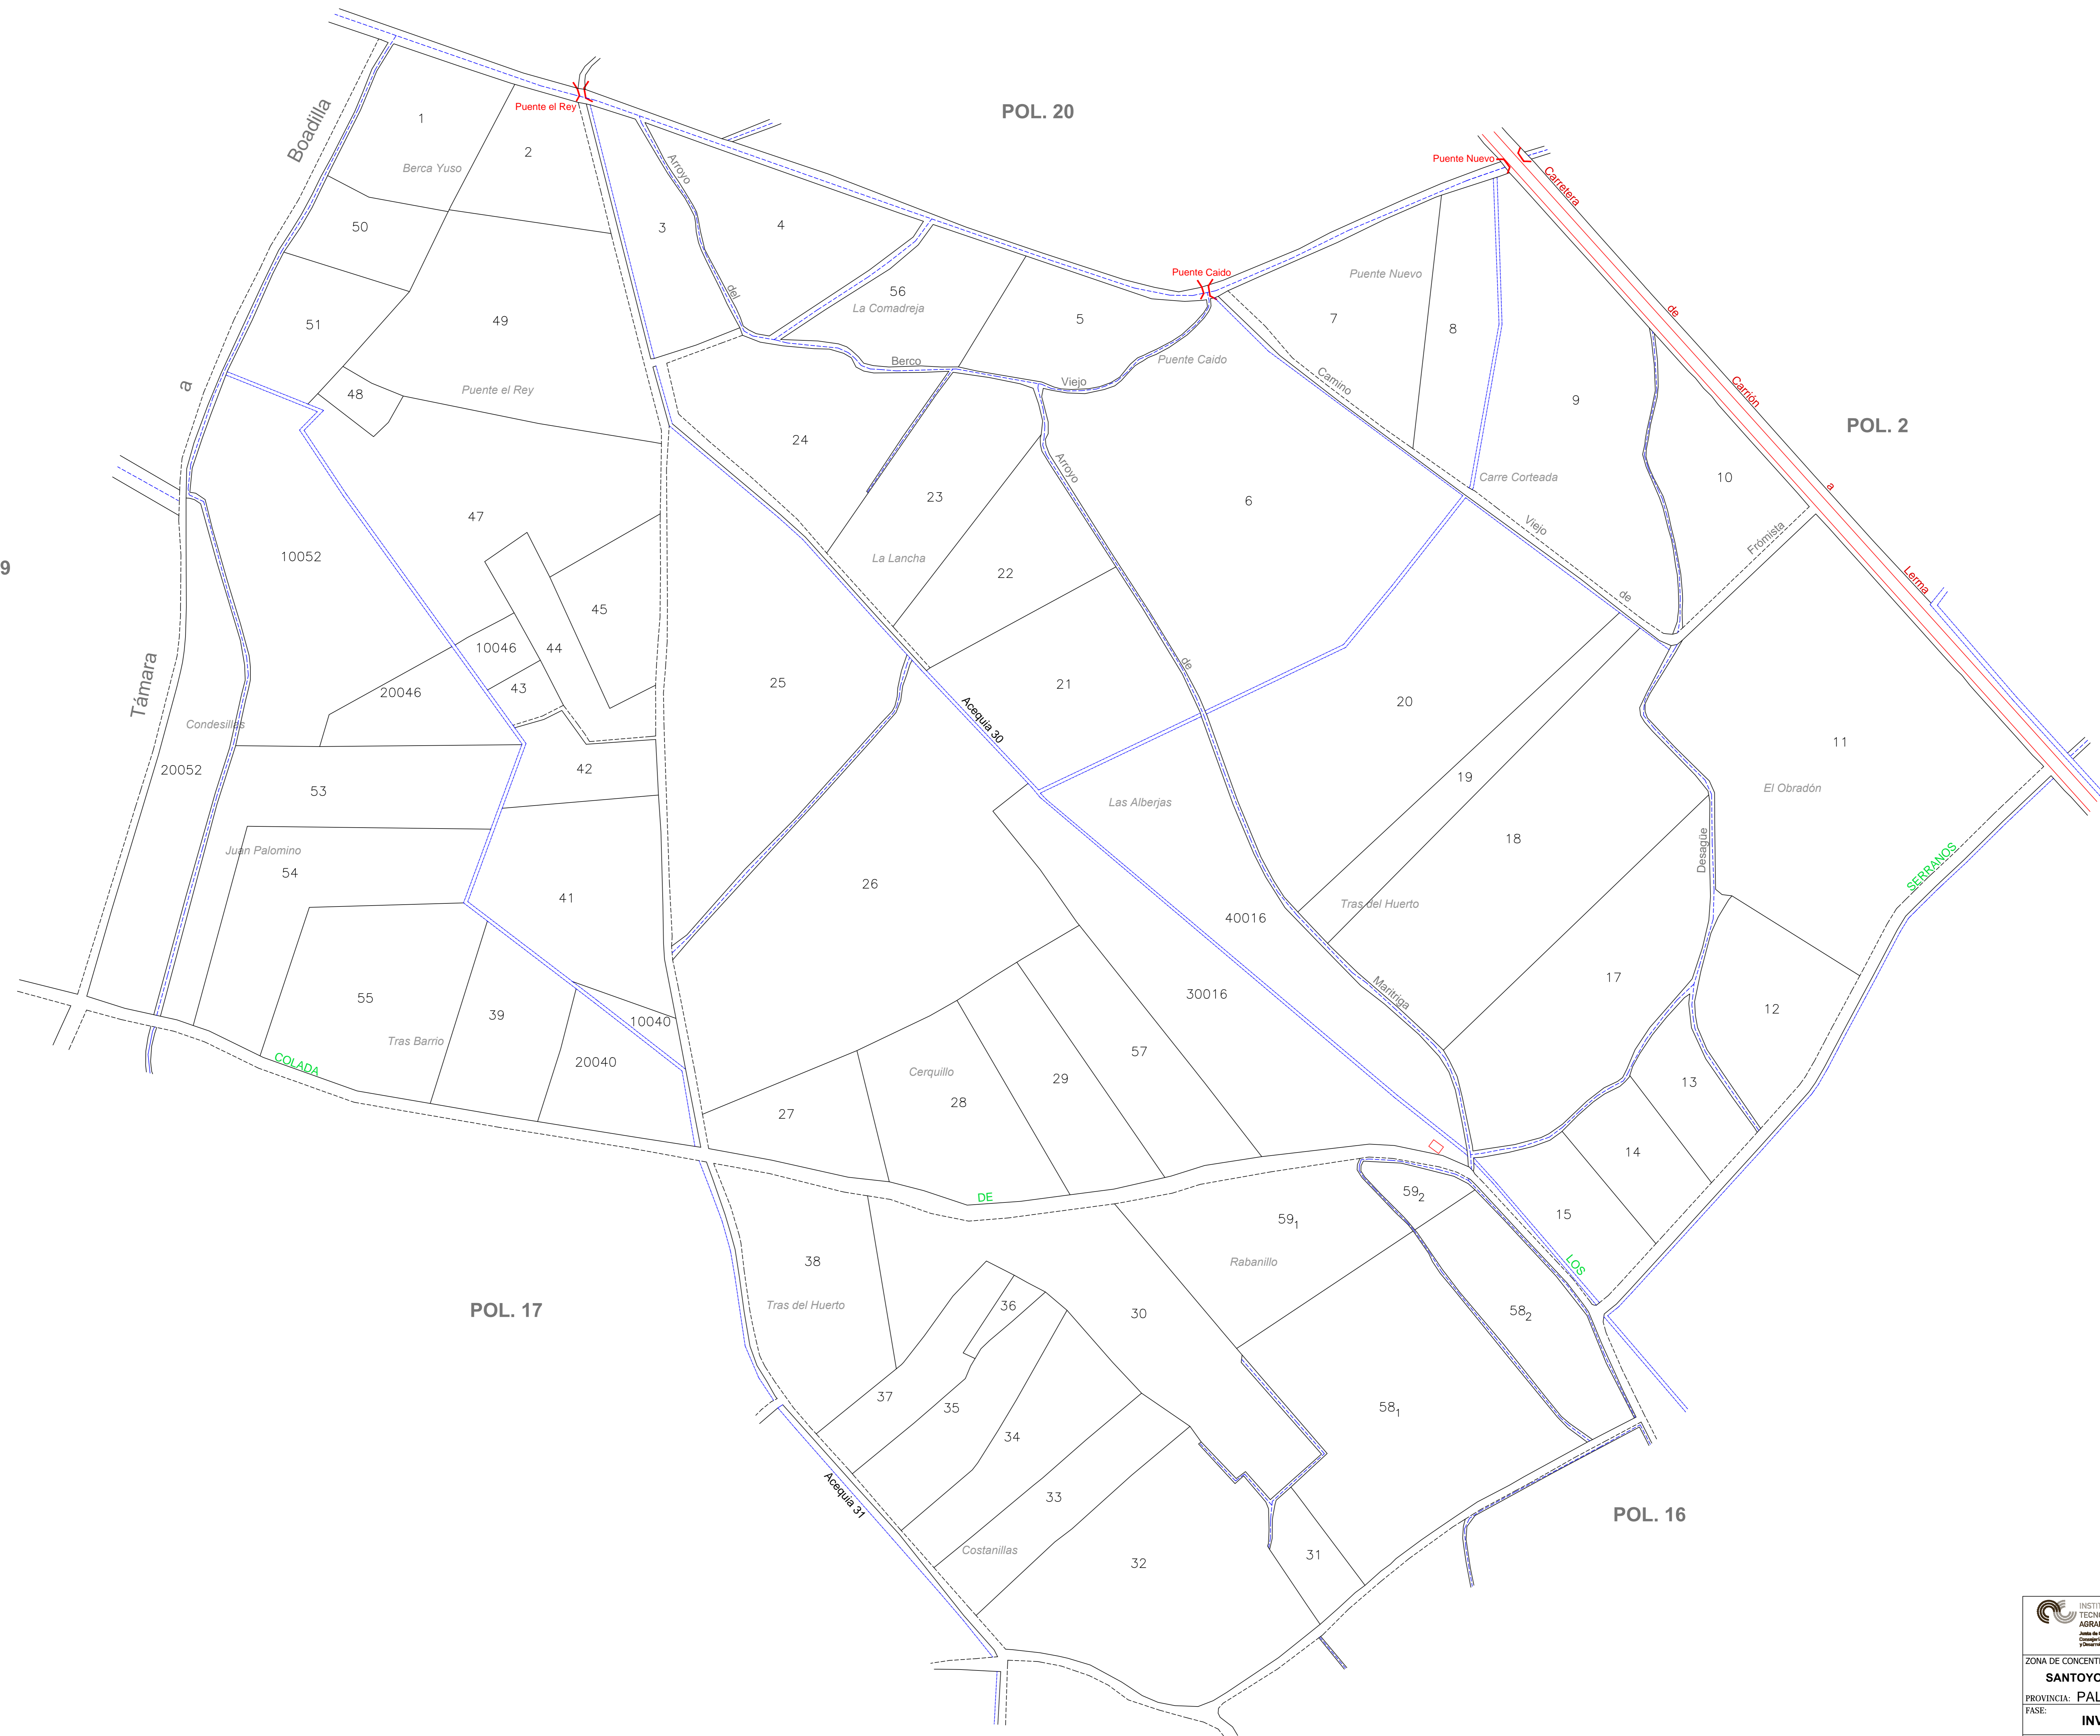 POL. 20
Puente el Rey
Boadilla
1
2
Berca Yuso
Arroyo
3
4
50
del
Puente Nuevo
Carretera
Puente Caido
Puente Nuevo
56
La Comadreja
5
7
8
de
51
49
Berco
Viejo
Puente Caido
Camino
a
48
Puente el Rey
9
Carrión
POL. 2
24
Arroyo
23
6
Carre Corteada
10
a
47
Viejo
Frómista
9
10052
La Lancha
22
Lerma
45
de
10046
44
Támara
20046
43
25
21
de
20
Condesillas
Acequia 30
11
20052
42
19
53
Las Alberjas
El Obradón
Juan Palomino
54
18
Desagüe
SERRANOS
41
26
40016
Tras del Huerto
55
39
30016
Maritriga
17
12
Tras Barrio
10040
COLADA
20040
57
Cerquillo
29
28
27
13
14
DE
59₂
59₁
15
38
Rabanillo
LOS
Tras del Huerto
36
30
58₂
POL. 17
37
35
58₁
34
Acequia 31
33
POL. 16
Costanillas
32
31
ZONA DE
PROVINCIA:
FASE: